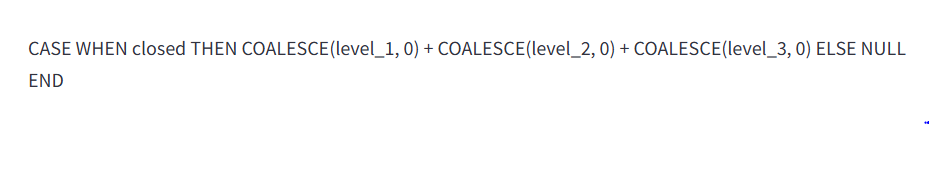 CASE WHEN closed THEN COALESCE(level_1, 0) + COALESCE(level_2, 0) + COALESCE(level_3, 0) ELSE NULL
END